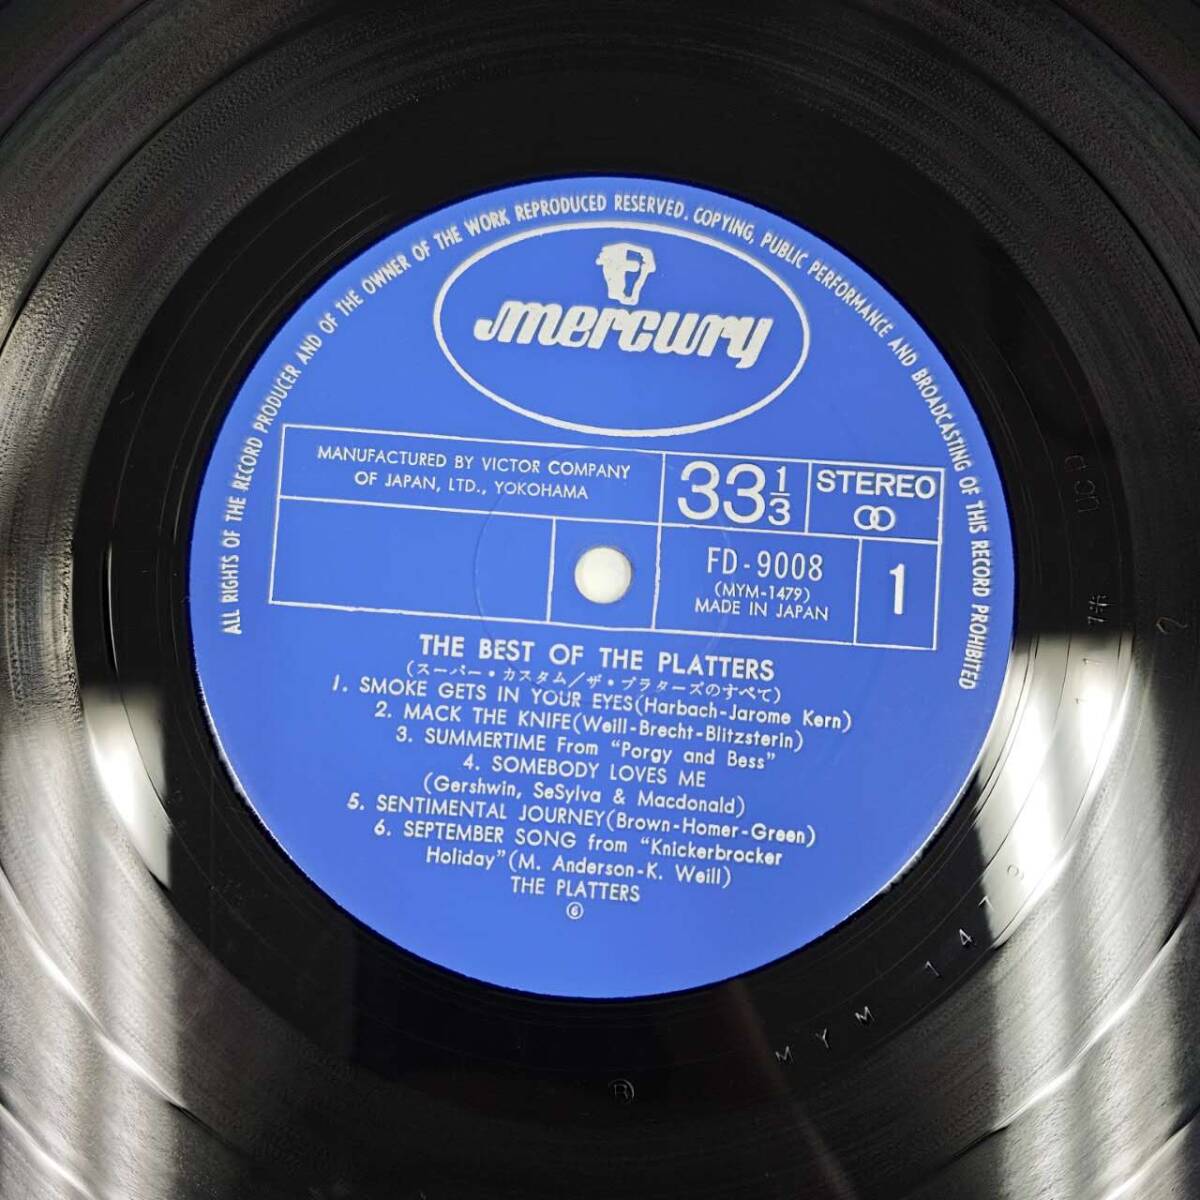 ALL RIGHTS OF THE RECORD PRODUCER AND OF THE OWNER OF THE WORK REPRODUCED RESERVED. COPYING, PUBLIC PERFORMANCE AND BROADCASTING OF THIS RECORD PROHIBITED
mercury
MANUFACTURED BY VICTOR COMPANY
OF JAPAN, LTD., YOKOHAMA
33 1/3
STEREO
FD-9008
(MYM-1479)
MADE IN JAPAN
1
THE BEST OF THE PLATTERS
(スーパー・カスタム/ザ・プラターズのすべて)
1. SMOKE GETS IN YOUR EYES(Harbach-Jarome Kern)
2. MACK THE KNIFE(Weill-Brecht-Blitzsterin)
3. SUMMERTIME From "Porgy and Bess"
4. SOMEBODY LOVES ME
(Gershwin, SeSylva & Macdonald)
5. SENTIMENTAL JOURNEY(Brown-Homer-Green)
6. SEPTEMBER SONG from "Knickerbrocker
Holiday"(M. Anderson-K. Weill)
THE PLATTERS
⑥
®
MYM 147